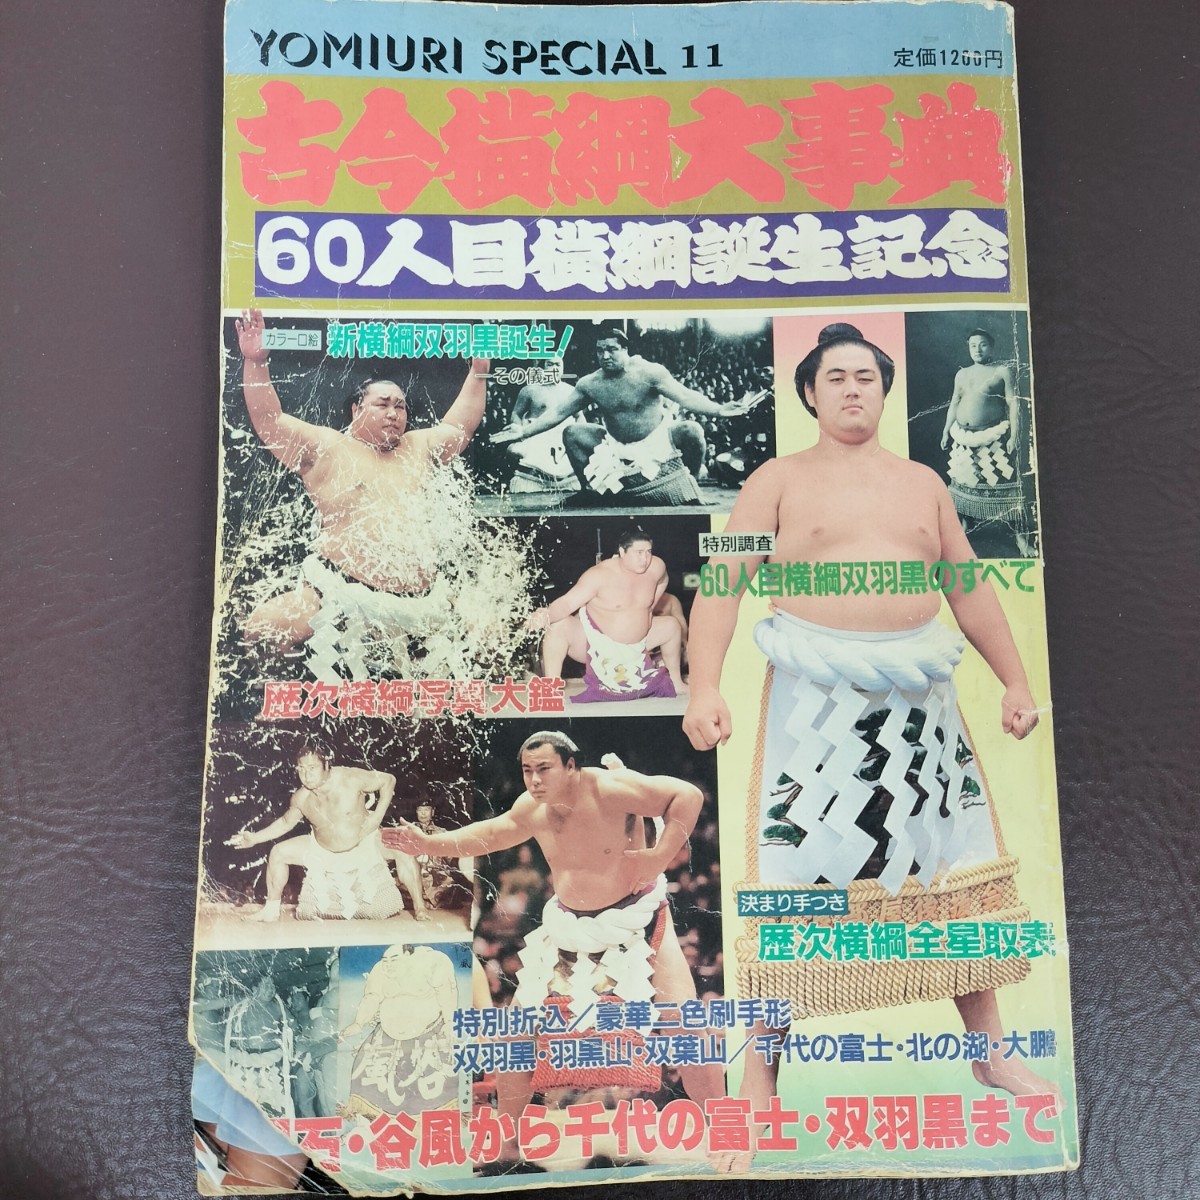 YOMIURI SPECIAL 11
定価1200円
古今横綱大事典
60人目横綱誕生記念
カラー口絵
新横綱双羽黒誕生!
―その儀式―
特別調査
60人目横綱双羽黒のすべて
歴次横綱写真大鑑
決まり手つき
歴次横綱全星取表
特別折込/豪華二色刷手形
双羽黒・羽黒山・双葉山/千代の富士・北の湖・大鵬
谷風
石・谷風から千代の富士・双羽黒まで